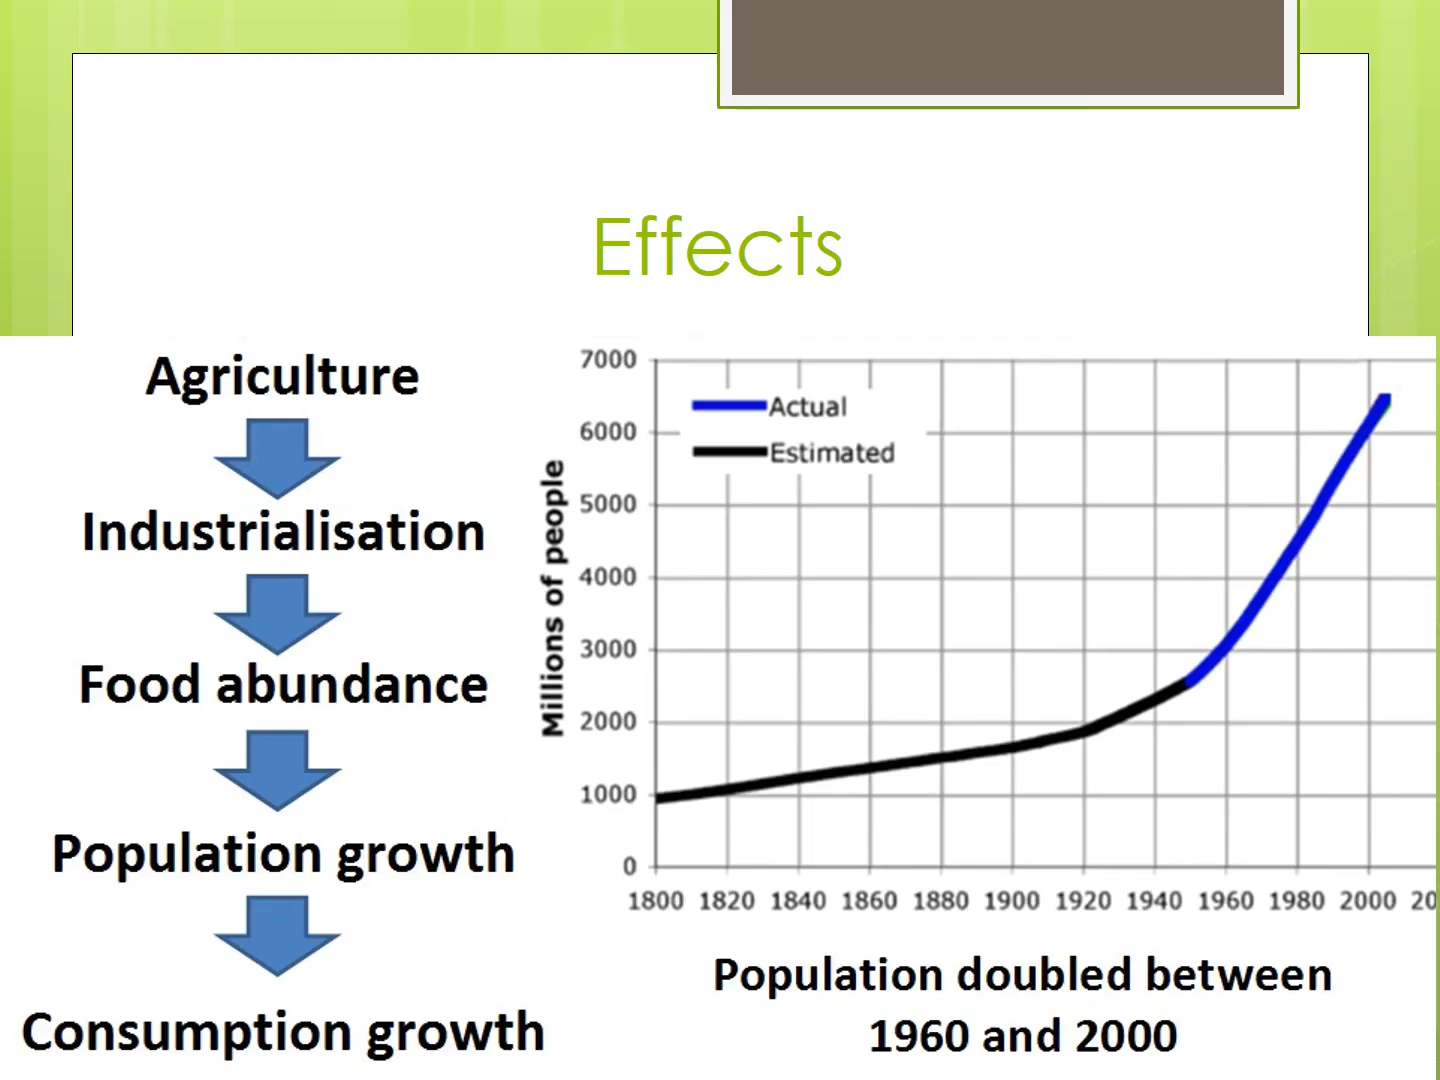 Effects
Agriculture
Industrialisation
Food abundance
Population growth
Consumption growth
7000
6000
5000
4000
3000
2000
1000
0
Millions of people
Actual
Estimated
1800 1820 1840 1860 1880 1900 1920 1940 1960 1980 2000 20
Population doubled between
1960 and 2000